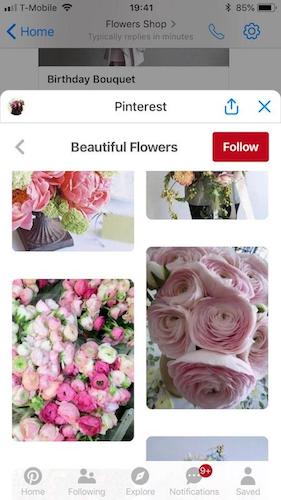 T-Mobile 19:41 85%
Home
Flowers Shop >
Typically replies in minutes
Birthday Bouquet
Pinterest
Beautiful Flowers
Follow
9+
Home Following Explore Notifications Saved